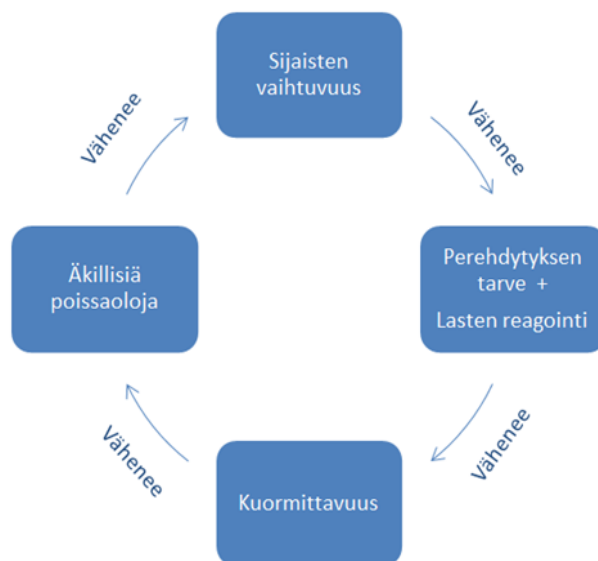 Sijaisten
vaihtuvuus
Vähenee
Perehdytyksen
tarve +
Lasten reagointi
Vähenee
Kuormittavuus
Vähenee
Äkillisiä
poissaoloja
Vähenee